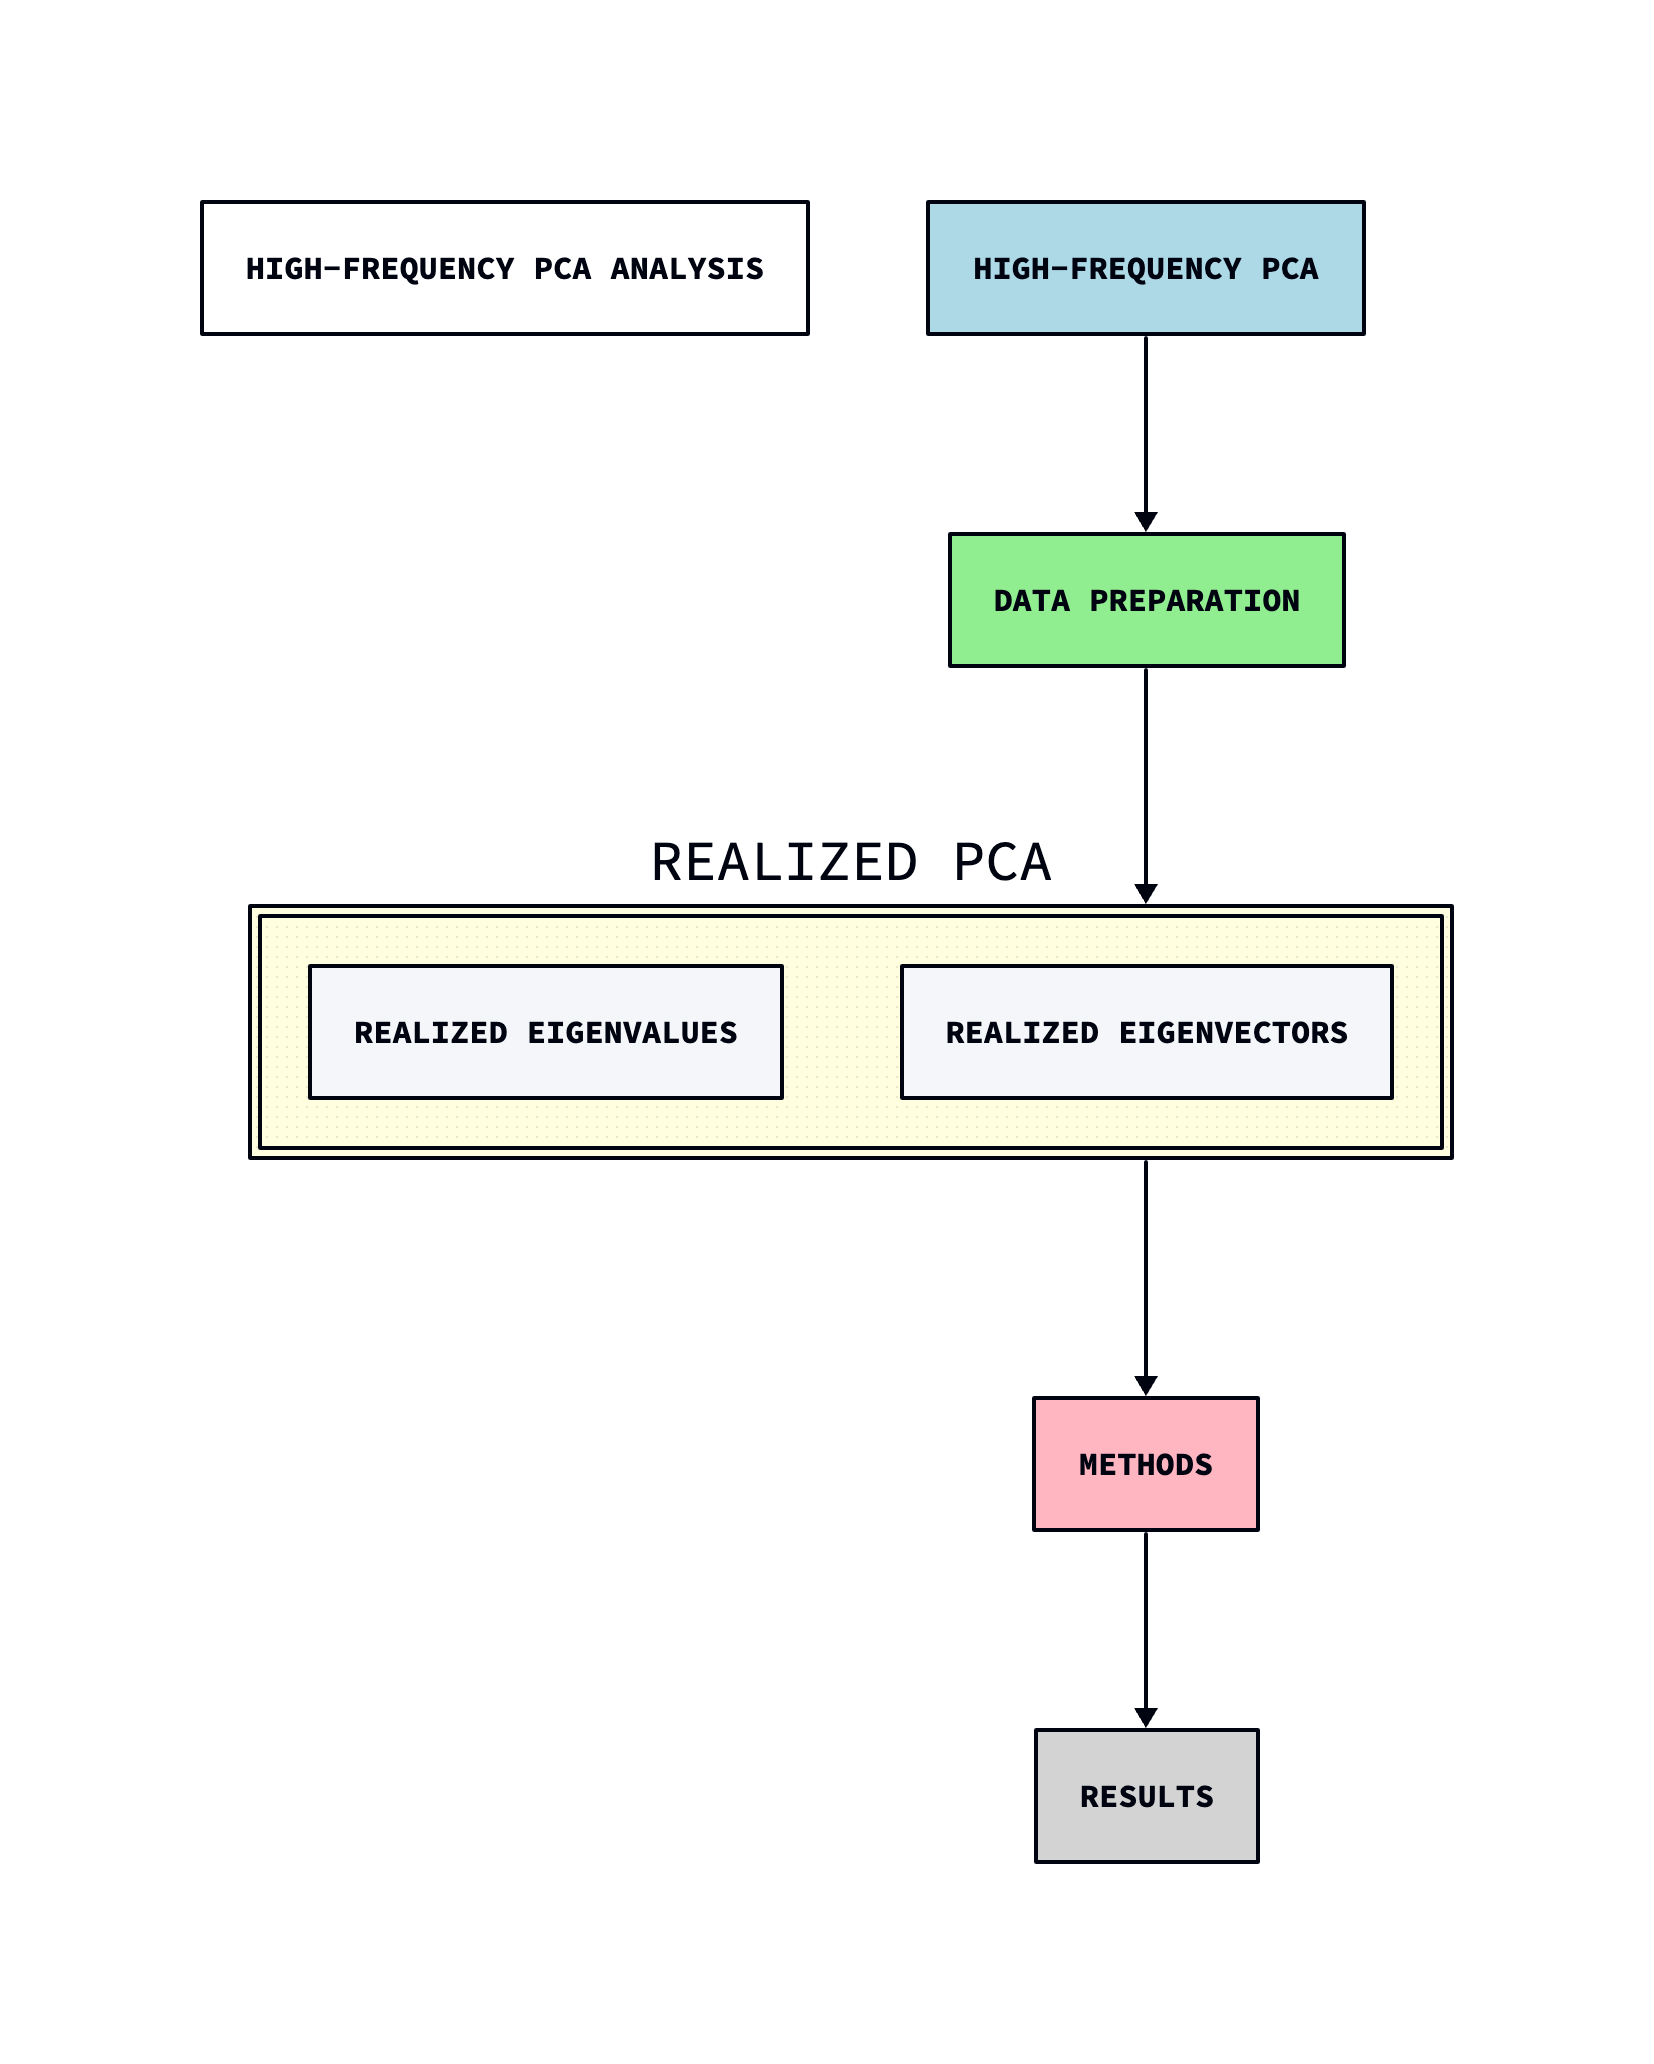 HIGH-FREQUENCY PCA ANALYSIS
HIGH-FREQUENCY PCA
DATA PREPARATION
REALIZED PCA
REALIZED EIGENVALUES
REALIZED EIGENVECTORS
METHODS
RESULTS